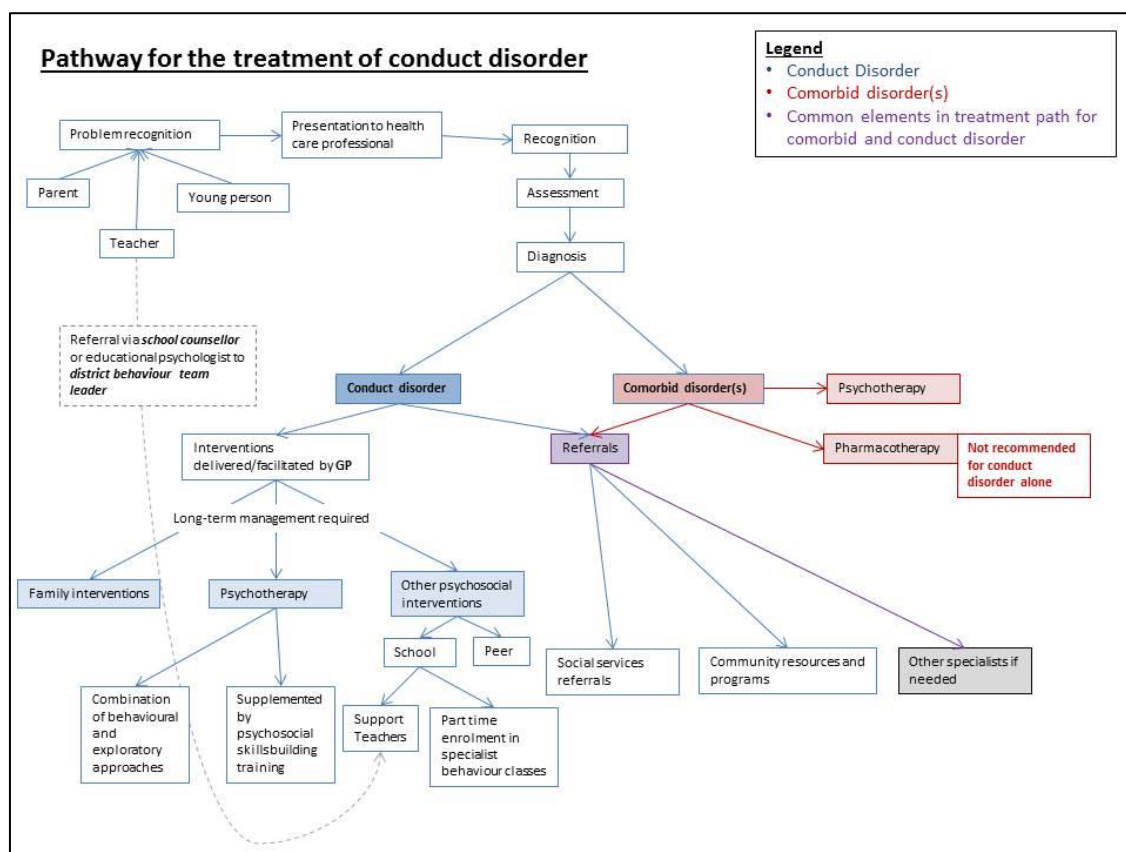 Pathway for the treatment of conduct disorder
Legend
• Conduct Disorder
• Comorbid disorder(s)
• Common elements in treatment path for
comorbid and conduct disorder
Problem recognition
Presentation to health
care professional
Recognition
Parent
Young person
Teacher
Assessment
Diagnosis
Referral via school counsellor
or educational psychologist to
district behaviour team
leader
Conduct disorder
Comorbid disorder(s)
Psychotherapy
Interventions
delivered/facilitated by GP
Referrals
Pharmacotherapy
Not recommended
for conduct
disorder alone
Long-term management required
Family interventions
Psychotherapy
Other psychosocial
interventions
School
Peer
Social services
referrals
Community resources and
programs
Other specialists if
needed
Combination
of behavioural
and
exploratory
approaches
Supplemented
by
psychosocial
skillsbuilding
training
Support
Teachers
Part time
enrolment in
specialist
behaviour classes